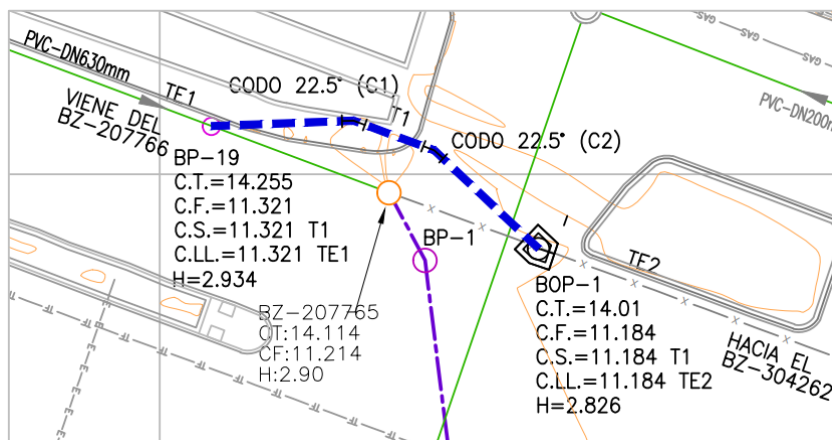 PVC-DN630mm
TE1
VIENE DEL
BZ-207766
CODO 22.5° (C1)
T1
CODO 22.5° (C2)
GAS
GAS
GAS
PVC-DN200m
BP-19
C.T.=14.255
C.F.=11.321
C.S.=11.321 T1
C.LL.=11.321 TE1
H=2.934
BP-1
TE2
BZ-207765
CT:14.114
CF:11.214
H:2.90
BOP-1
C.T.=14.01
C.F.=11.184
C.S.=11.184 T1
C.LL.=11.184 TE2
H=2.826
HACIA EL
BZ-304262